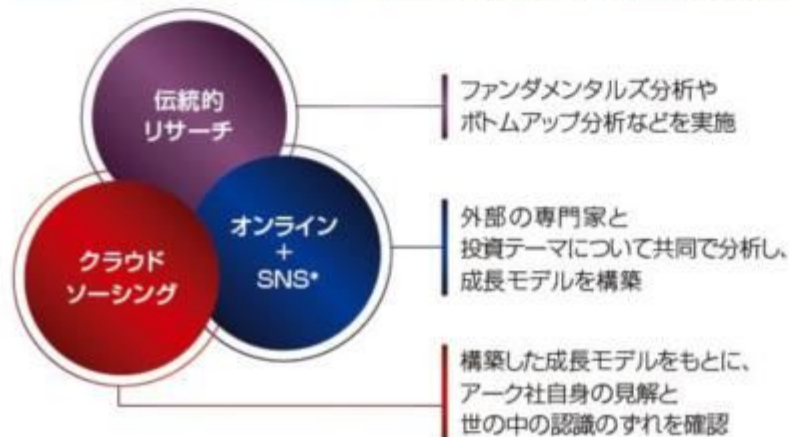 伝統的
リサーチ
ファンダメンタルズ分析や
ボトムアップ分析などを実施
オンライン
+
SNS*
外部の専門家と
投資テーマについて共同で分析し、
成長モデルを構築
クラウド
ソーシング
構築した成長モデルをもとに、
アーク社自身の見解と
世の中の認識のずれを確認